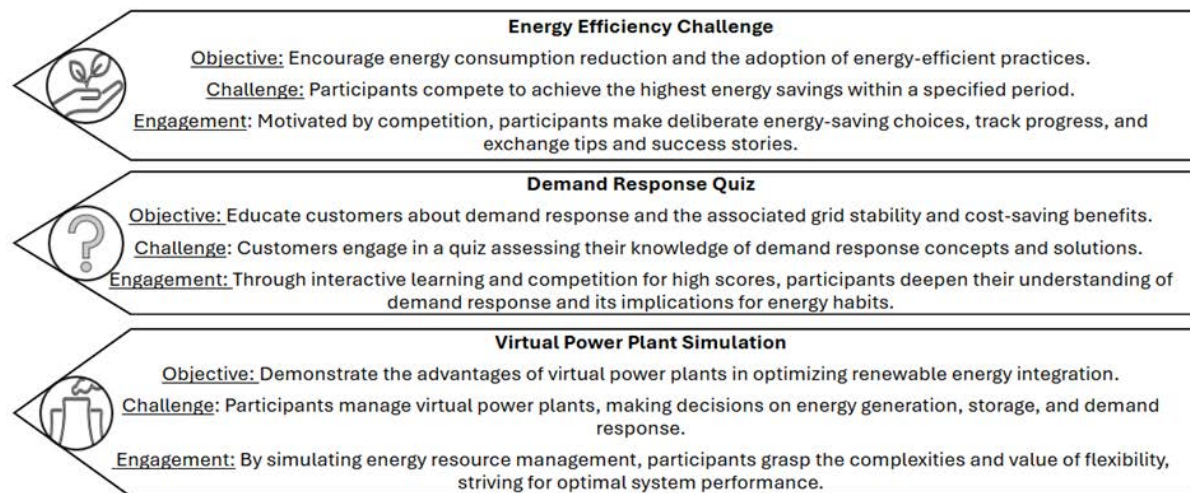 Energy Efficiency Challenge
Objective: Encourage energy consumption reduction and the adoption of energy-efficient practices.
Challenge: Participants compete to achieve the highest energy savings within a specified period.
Engagement: Motivated by competition, participants make deliberate energy-saving choices, track progress, and
exchange tips and success stories.
Demand Response Quiz
Objective: Educate customers about demand response and the associated grid stability and cost-saving benefits.
Challenge: Customers engage in a quiz assessing their knowledge of demand response concepts and solutions.
Engagement: Through interactive learning and competition for high scores, participants deepen their understanding of
demand response and its implications for energy habits.
Virtual Power Plant Simulation
Objective: Demonstrate the advantages of virtual power plants in optimizing renewable energy integration.
Challenge: Participants manage virtual power plants, making decisions on energy generation, storage, and demand
response.
Engagement: By simulating energy resource management, participants grasp the complexities and value of flexibility,
striving for optimal system performance.